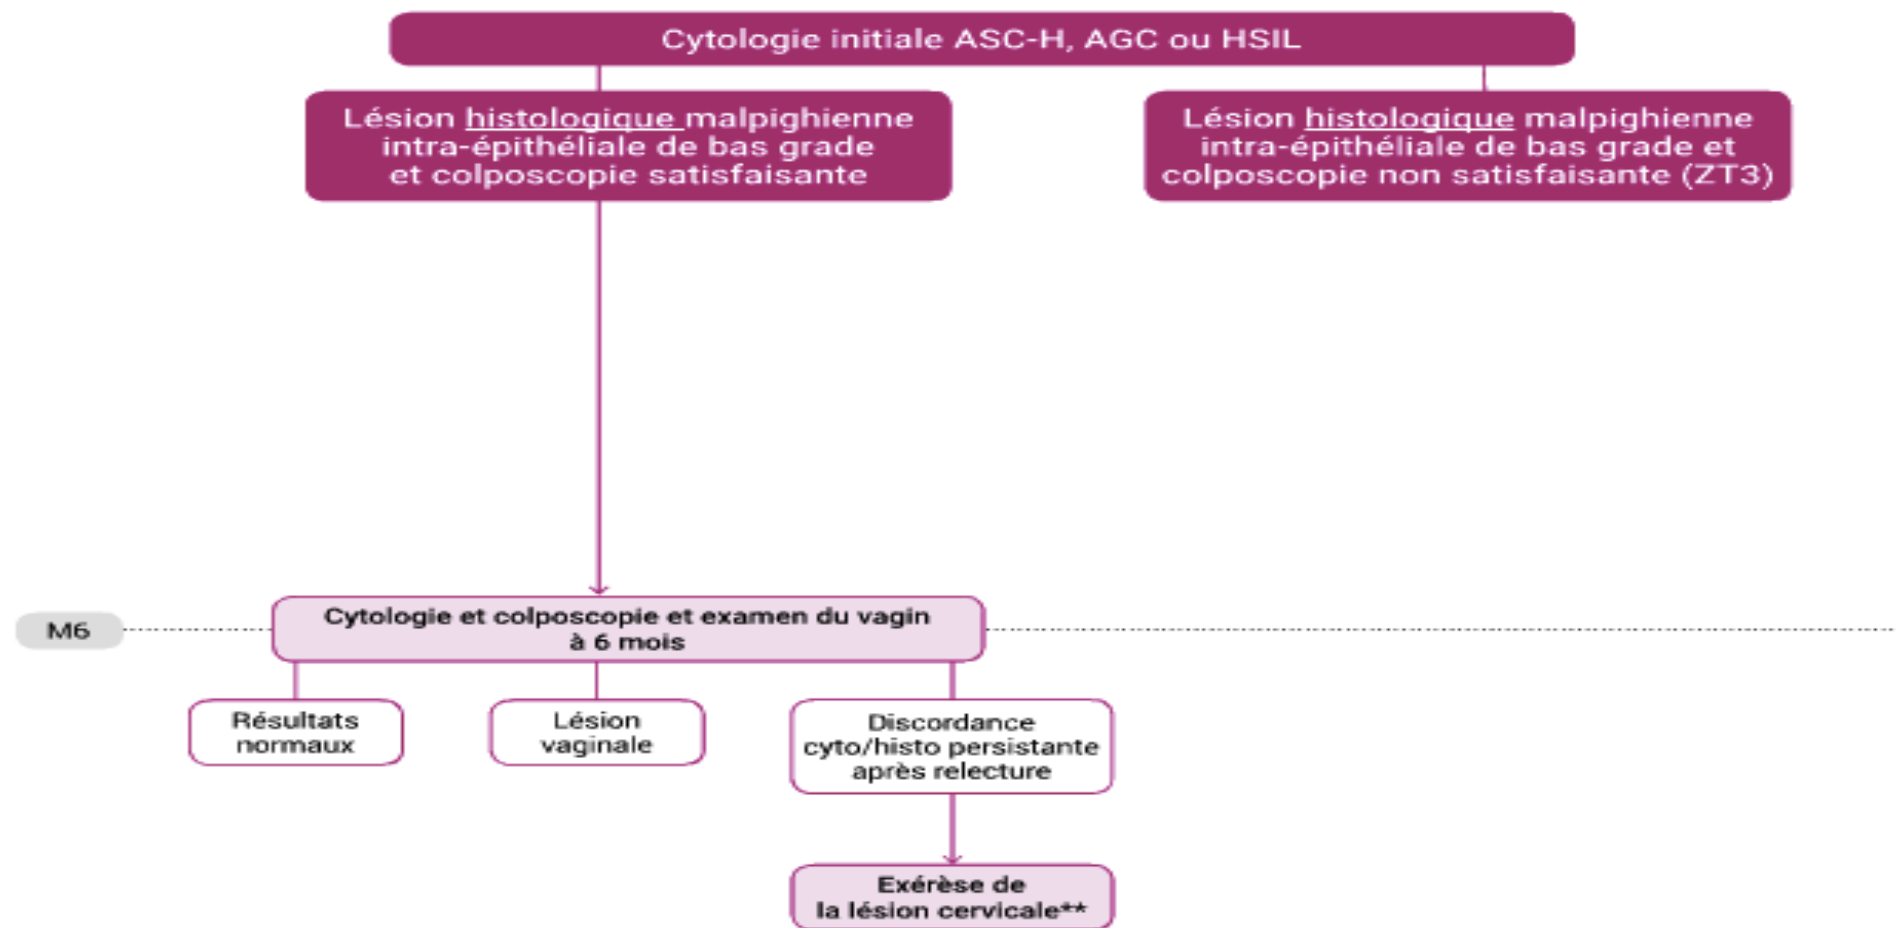 Cytologie initiale ASC-H, AGC ou HSIL
Lésion histologique malpighienne
intra-épithéliale de bas grade
et colposcopie satisfaisante
Lésion histologique malpighienne
intra-épithéliale de bas grade et
colposcopie non satisfaisante (ZT3)
M6
Cytologie et colposcopie et examen du vagin
à 6 mois
Résultats
normaux
Lésion
vaginale
Discordance
cyto/histo persistante
après relecture
Exérèse de
la lésion cervicale**